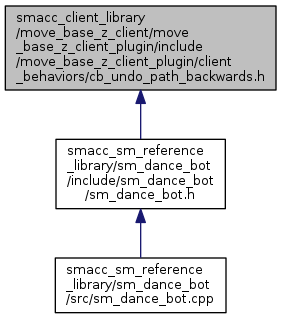 smacc_client_library
/move_base_z_client/move
_base_z_client_plugin/include
/move_base_z_client_plugin/client
_behaviors/cb_undo_path_backwards.h
smacc_sm_reference
_library/sm_dance_bot
/include/sm_dance_bot
/sm_dance_bot.h
smacc_sm_reference
_library/sm_dance_bot
/src/sm_dance_bot.cpp